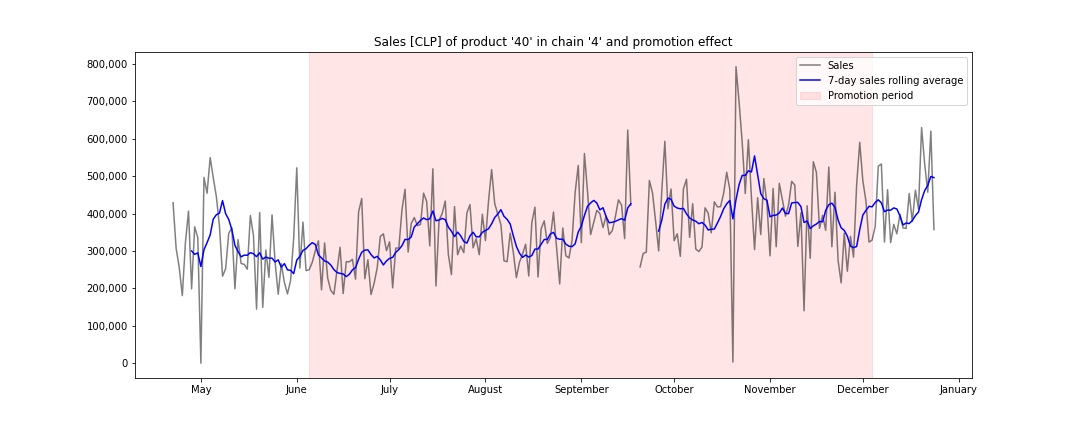 Sales [CLP] of product '40' in chain '4' and promotion effect
800,000
700,000
600,000
500,000
400,000
300,000
200,000
100,000
0
Sales
7-day sales rolling average
Promotion period
May June July August September October November December January